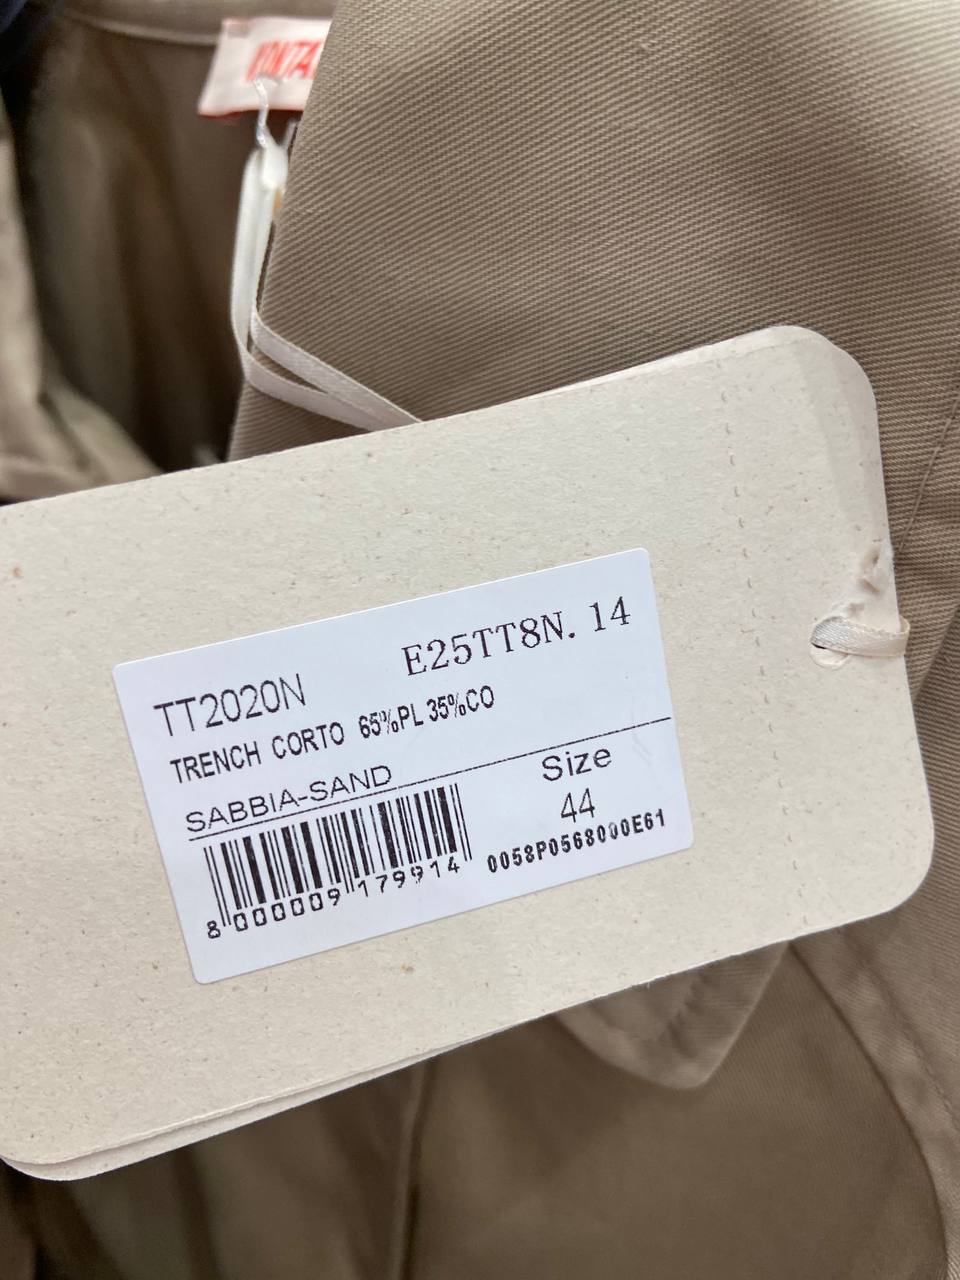 E25TT8N. 14
TT2020N
TRENCH CORTO 65%PL 35%CO
SABBIA-SAND
Size
44
0058P0568000E61
8 000009 179914